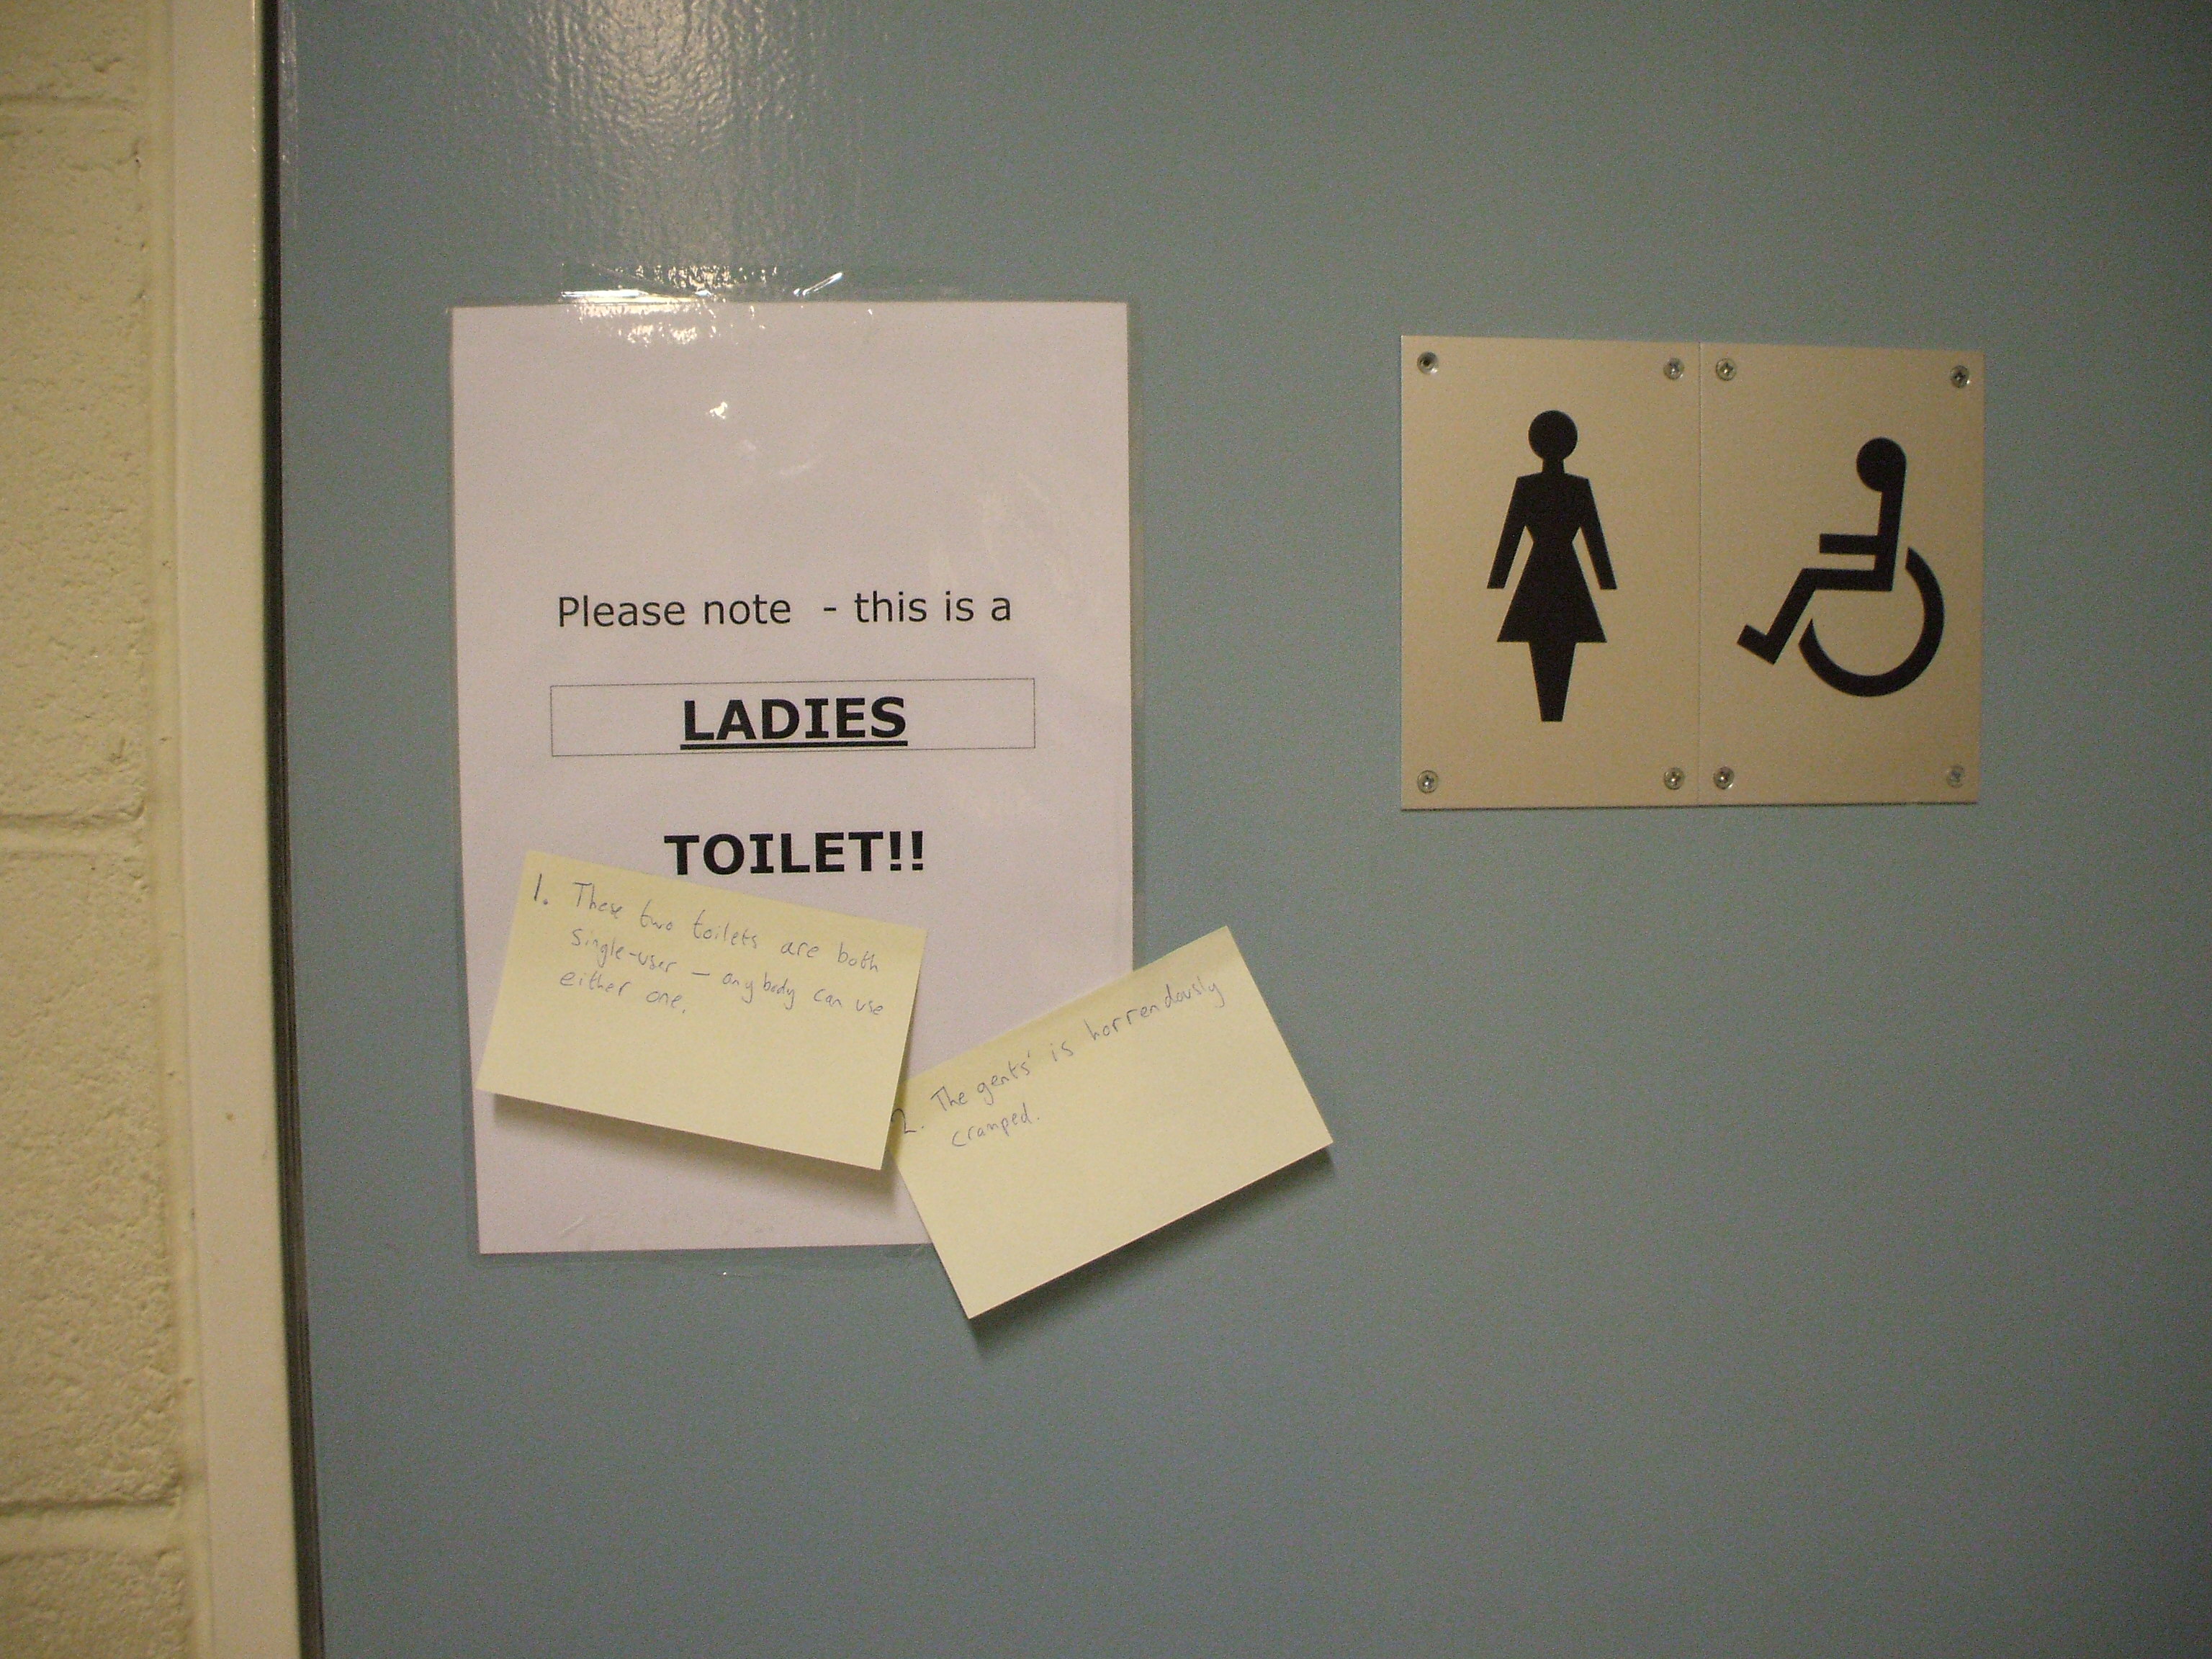 Please note - this is a
LADIES
TOILET!!
1. These two toilets are both
single-user – anybody can use
either one.
2. The gents' is horrendously
cramped.